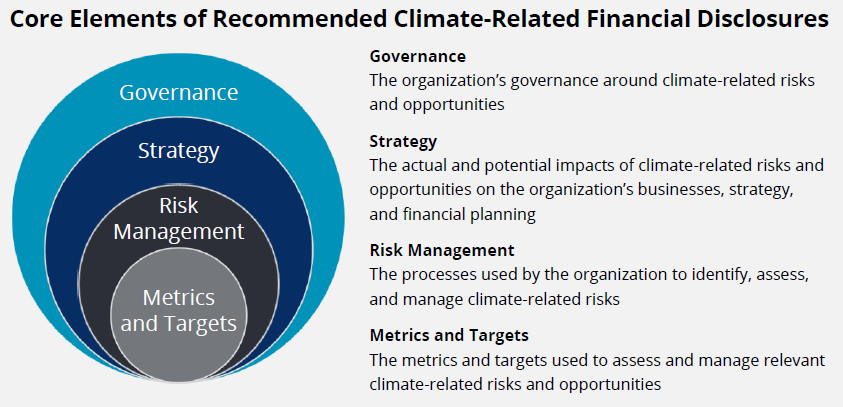 Core Elements of Recommended Climate-Related Financial Disclosures
Governance
Strategy
Risk
Management
Metrics
and Targets
Governance
The organization’s governance around climate-related risks
and opportunities
Strategy
The actual and potential impacts of climate-related risks and
opportunities on the organization’s businesses, strategy,
and financial planning
Risk Management
The processes used by the organization to identify, assess,
and manage climate-related risks
Metrics and Targets
The metrics and targets used to assess and manage relevant
climate-related risks and opportunities